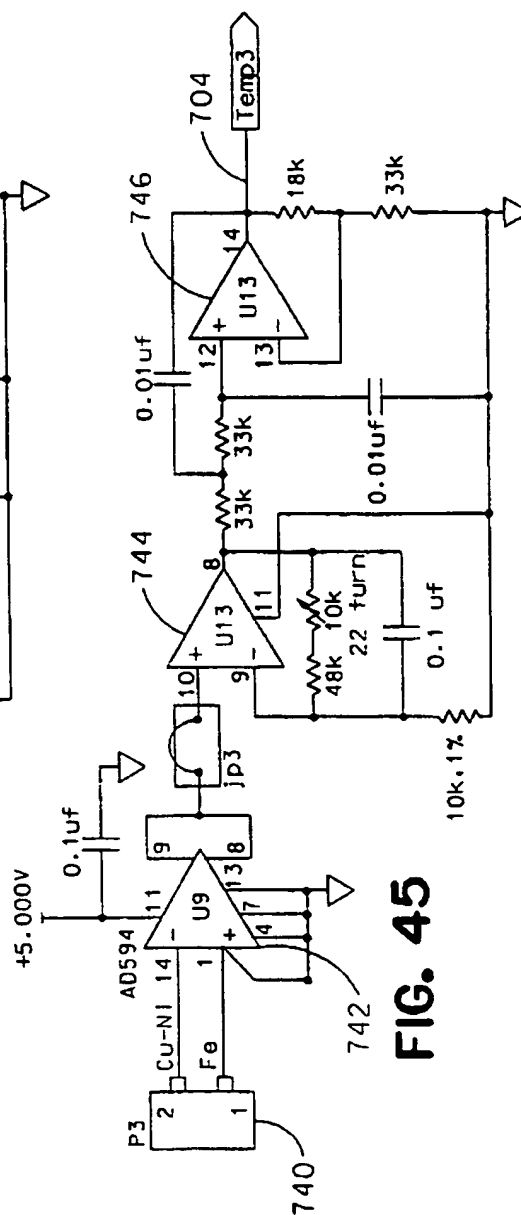 +5.000V
0.1uf
P3
2
1
740
Cu-NI
Fe
AD594
14
1
11
-
+
U9
4
7
13
9
8
742
jp3
10
9
+
-
U13
8
11
744
48k
10k
22 turn
0.1 uf
10k.1%
33k
33k
0.01uf
0.01uf
12
13
+
-
U13
14
746
18k
33k
704
Temp3
FIG. 45